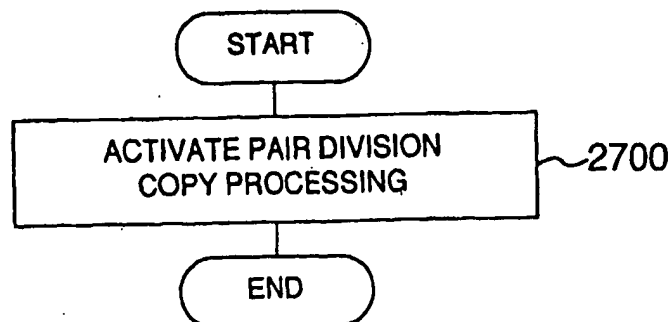 START
ACTIVATE PAIR DIVISION
COPY PROCESSING
2700
END